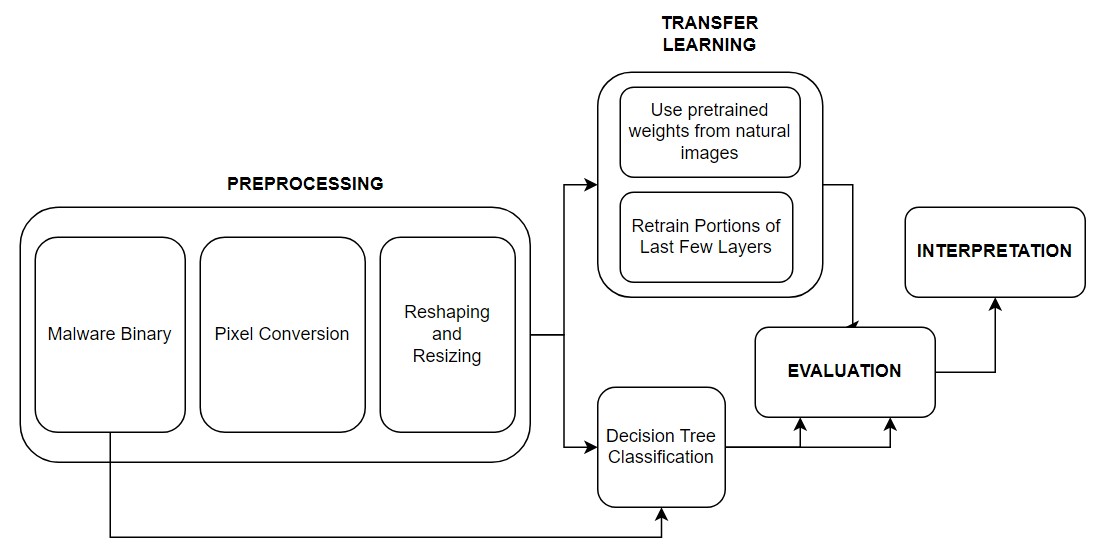 TRANSFER
LEARNING
Use pretrained
weights from natural
images
Retrain Portions of
Last Few Layers
PREPROCESSING
Malware Binary
Pixel Conversion
Reshaping
and
Resizing
INTERPRETATION
EVALUATION
Decision Tree
Classification